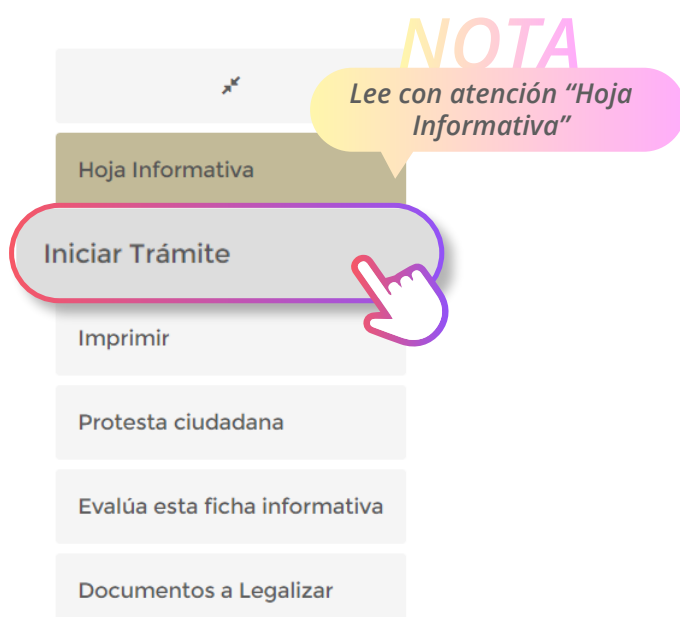 NOTA
Lee con atención “Hoja
Informativa”
Hoja Informativa
Iniciar Trámite
Imprimir
Protesta ciudadana
Evalúa esta ficha informativa
Documentos a Legalizar